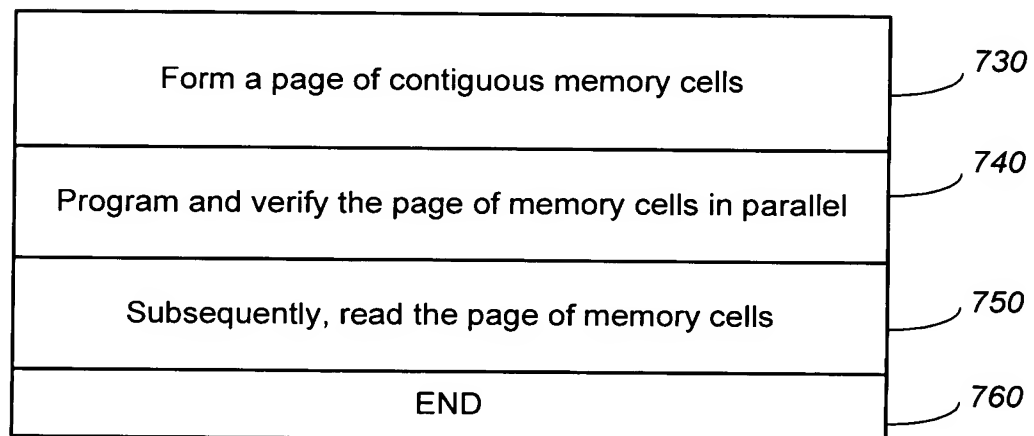 Form a page of contiguous memory cells
730
740
Program and verify the page of memory cells in parallel
Subsequently, read the page of memory cells
750
END
760